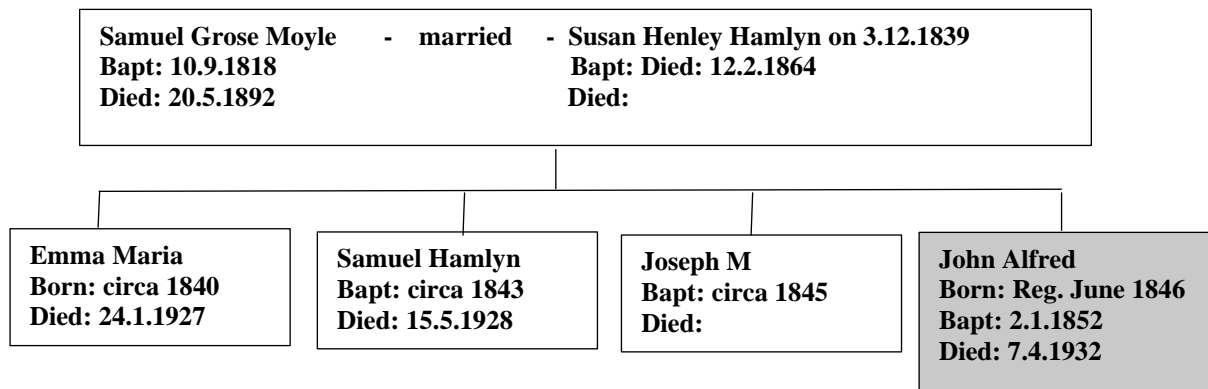 Samuel Grose Moyle - married - Susan Henley Hamlyn on 3.12.1839
Bapt: 10.9.1818 Bapt: Died: 12.2.1864
Died: 20.5.1892 Died:
Emma Maria
Born: circa 1840
Died: 24.1.1927
Samuel Hamlyn
Bapt: circa 1843
Died: 15.5.1928
Joseph M
Bapt: circa 1845
Died:
John Alfred
Born: Reg. June 1846
Bapt: 2.1.1852
Died: 7.4.1932